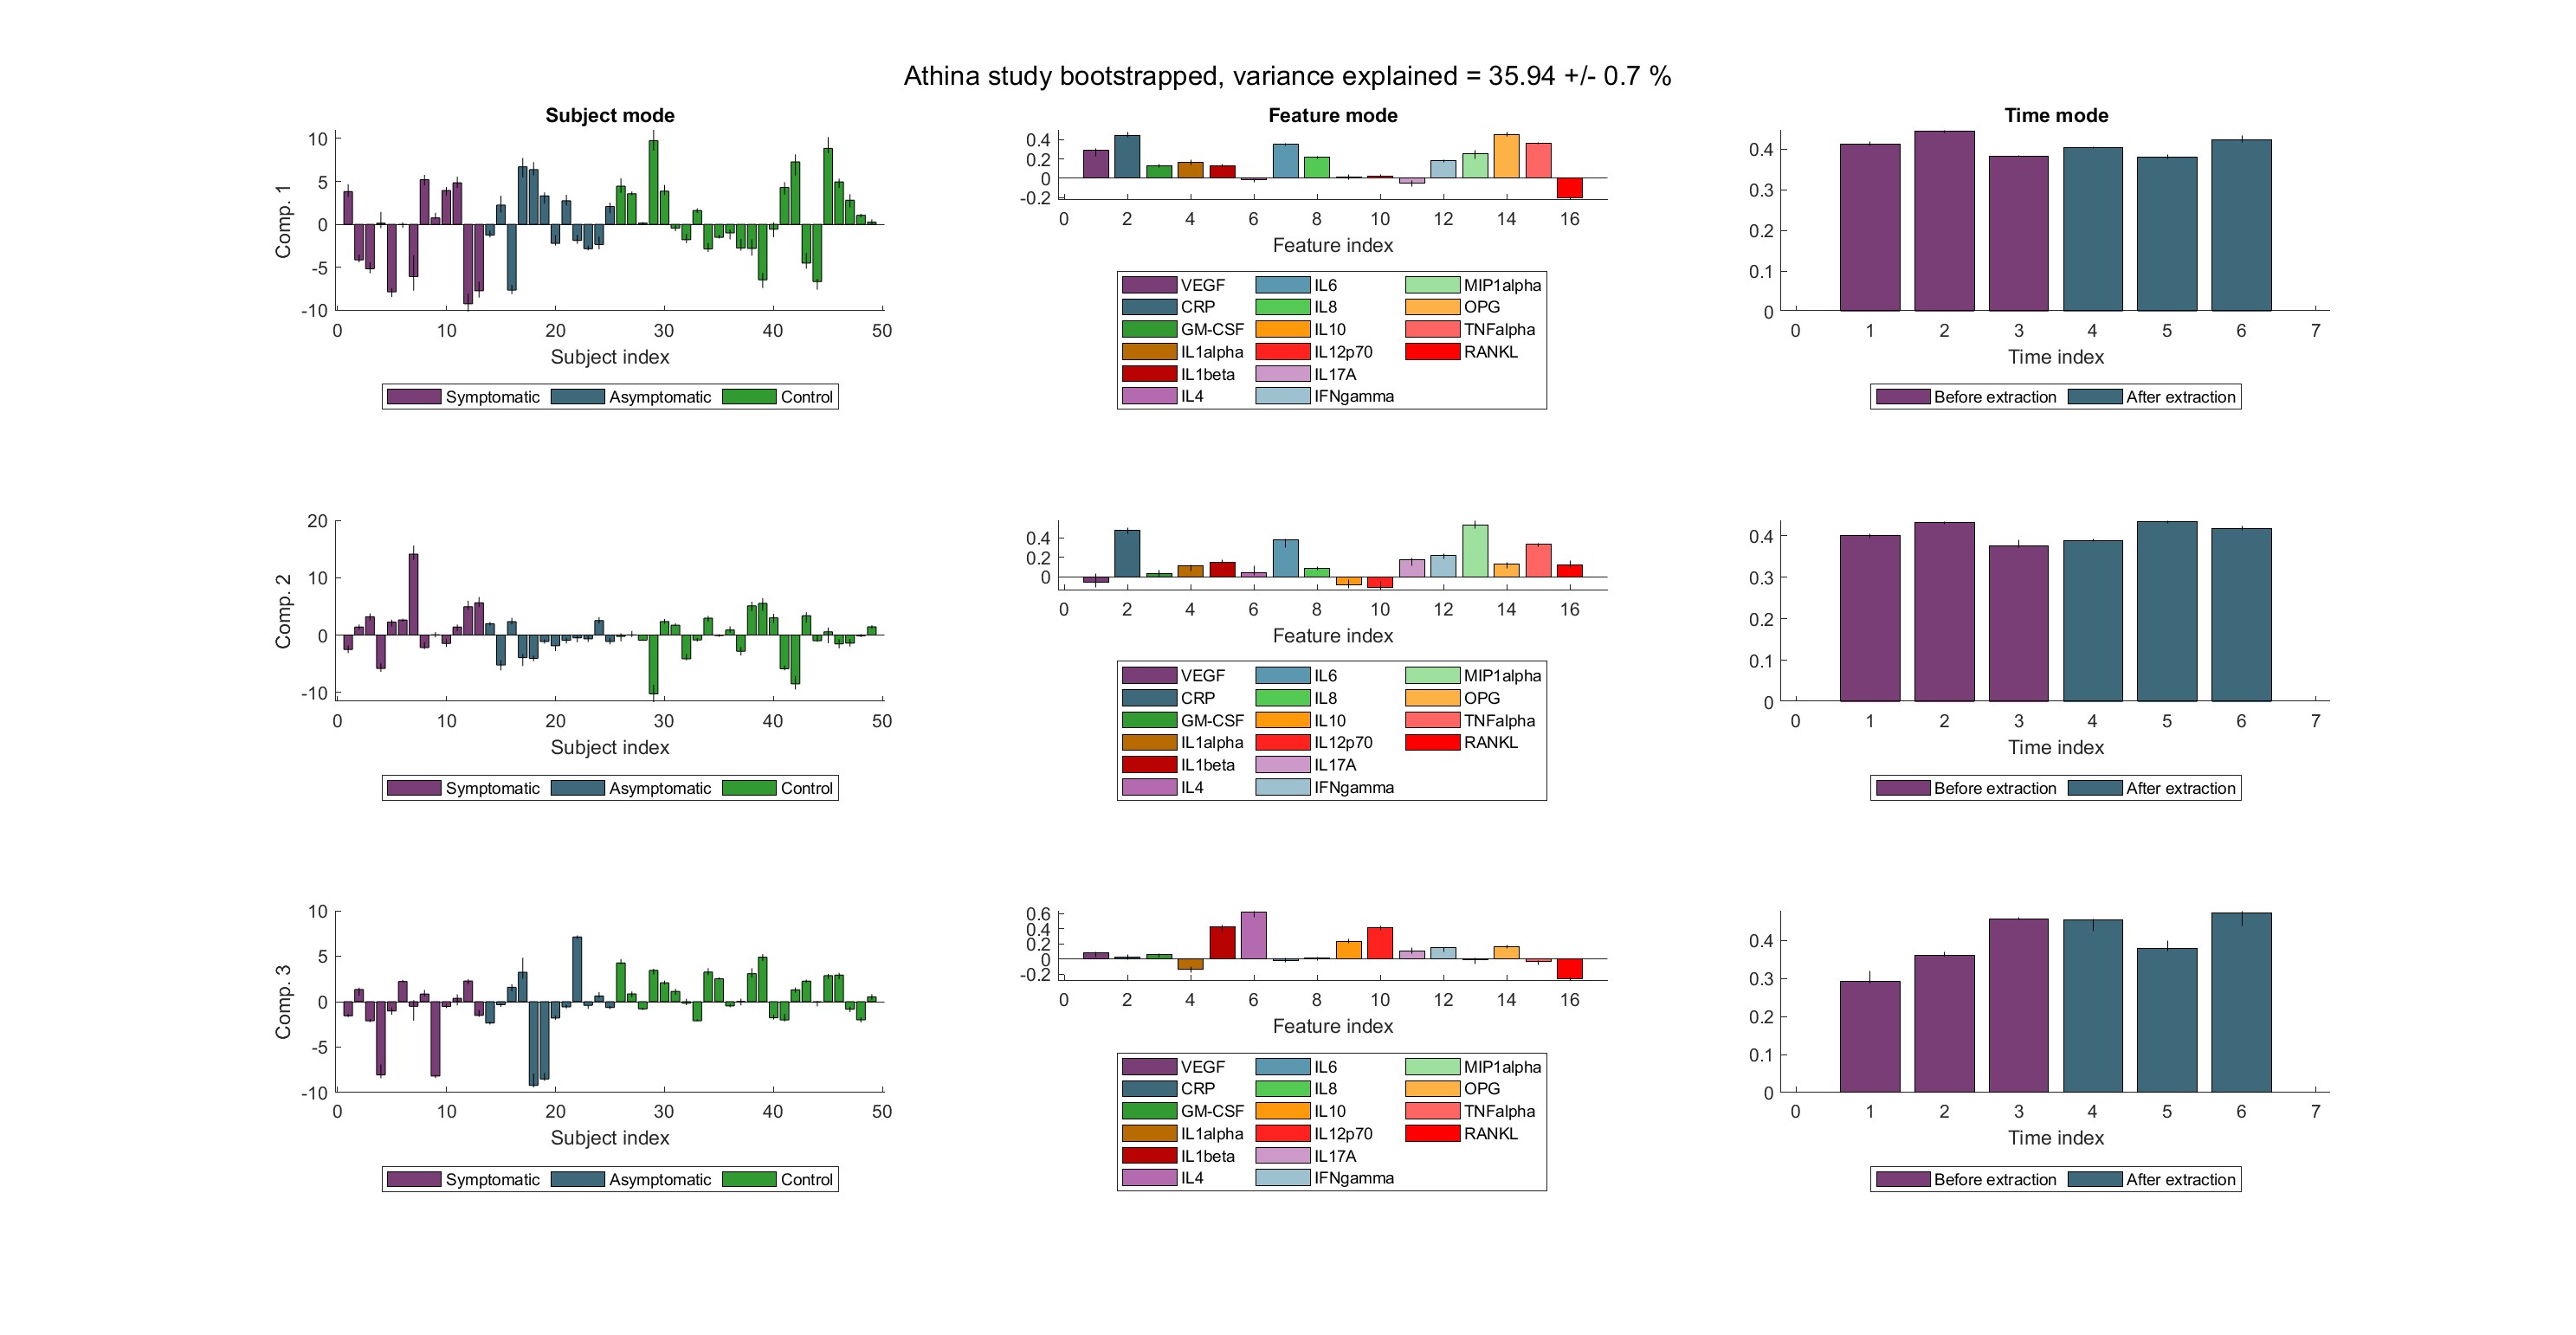 Athina study bootstrapped, variance explained = 35.94 +/- 0.7 %
Subject mode
Comp. 1
10
5
0
-5
-10
0 10 20 30 40 50
Subject index
Symptomatic Asymptomatic Control
Feature mode
0.4
0.2
0
-0.2
0 2 4 6 8 10 12 14 16
Feature index
VEGF IL6 MIP1alpha
CRP IL8 OPG
GM-CSF IL10 TNFalpha
IL1alpha IL12p70 RANKL
IL1beta IL17A
IL4 IFNgamma
Time mode
0.4
0.3
0.2
0.1
0
0 1 2 3 4 5 6 7
Time index
Before extraction After extraction
Comp. 2
20
10
0
-10
0 10 20 30 40 50
Subject index
Symptomatic Asymptomatic Control
0.4
0.2
0
0 2 4 6 8 10 12 14 16
Feature index
VEGF IL6 MIP1alpha
CRP IL8 OPG
GM-CSF IL10 TNFalpha
IL1alpha IL12p70 RANKL
IL1beta IL17A
IL4 IFNgamma
0.4
0.3
0.2
0.1
0
0 1 2 3 4 5 6 7
Time index
Before extraction After extraction
Comp. 3
10
5
0
-5
-10
0 10 20 30 40 50
Subject index
Symptomatic Asymptomatic Control
0.6
0.4
0.2
0
-0.2
0 2 4 6 8 10 12 14 16
Feature index
VEGF IL6 MIP1alpha
CRP IL8 OPG
GM-CSF IL10 TNFalpha
IL1alpha IL12p70 RANKL
IL1beta IL17A
IL4 IFNgamma
0.4
0.3
0.2
0.1
0
0 1 2 3 4 5 6 7
Time index
Before extraction After extraction